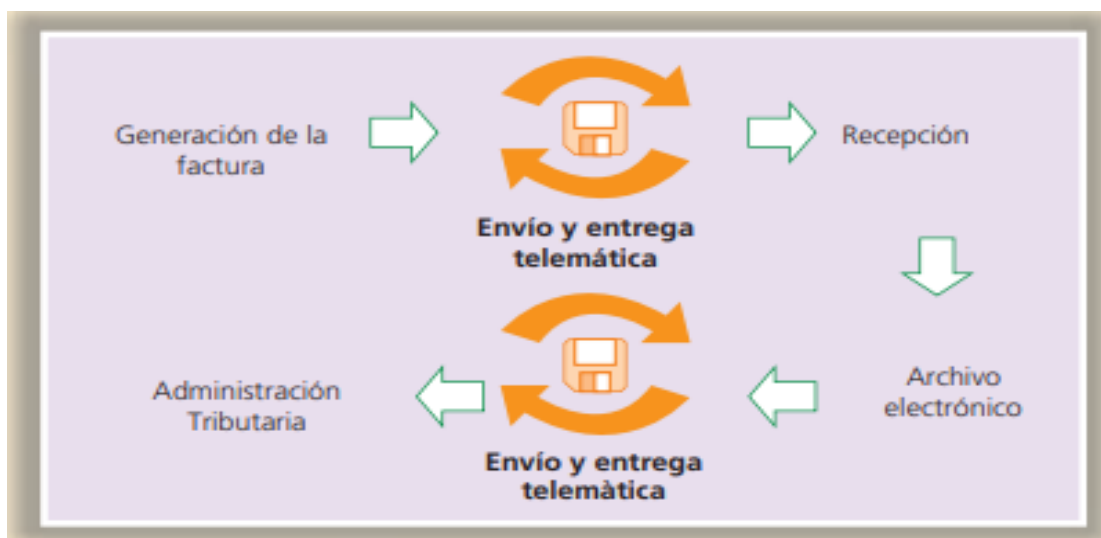 Generación de la
factura
Envío y entrega
telemática
Recepción
Archivo
electrónico
Envío y entrega
telemàtica
Administración
Tributaria